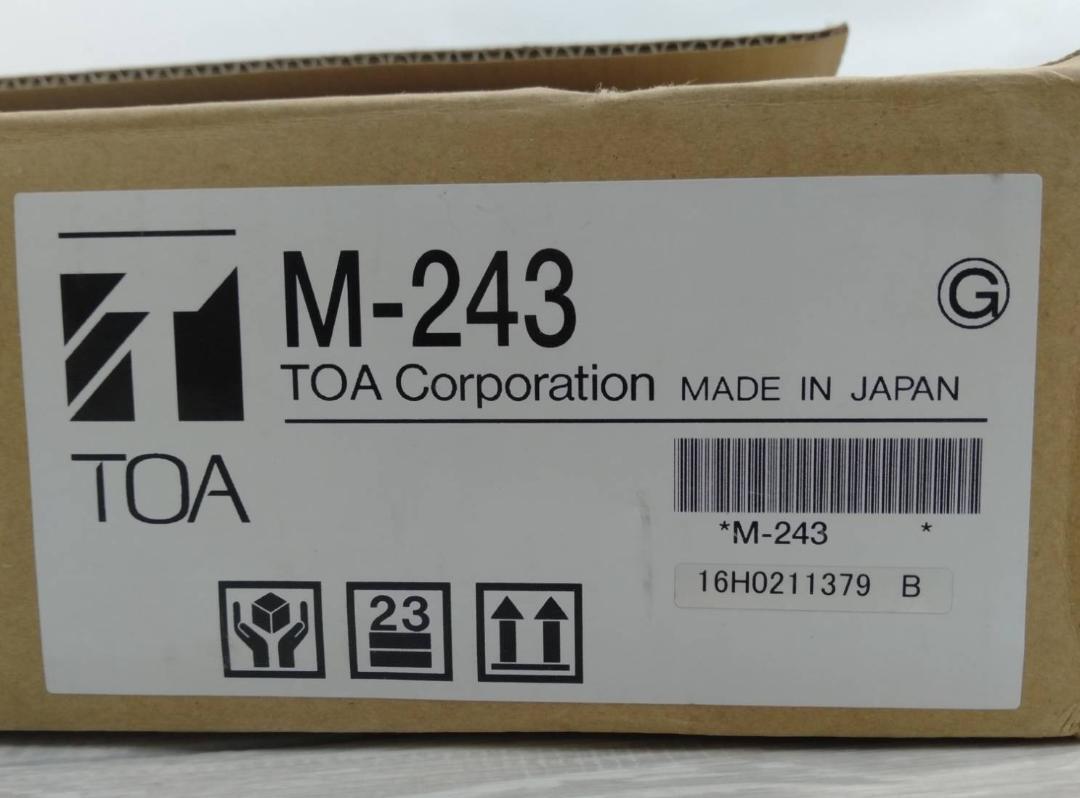 M-243
G
TOA Corporation MADE IN JAPAN
TOA
*M-243 *
16H0211379 B
23